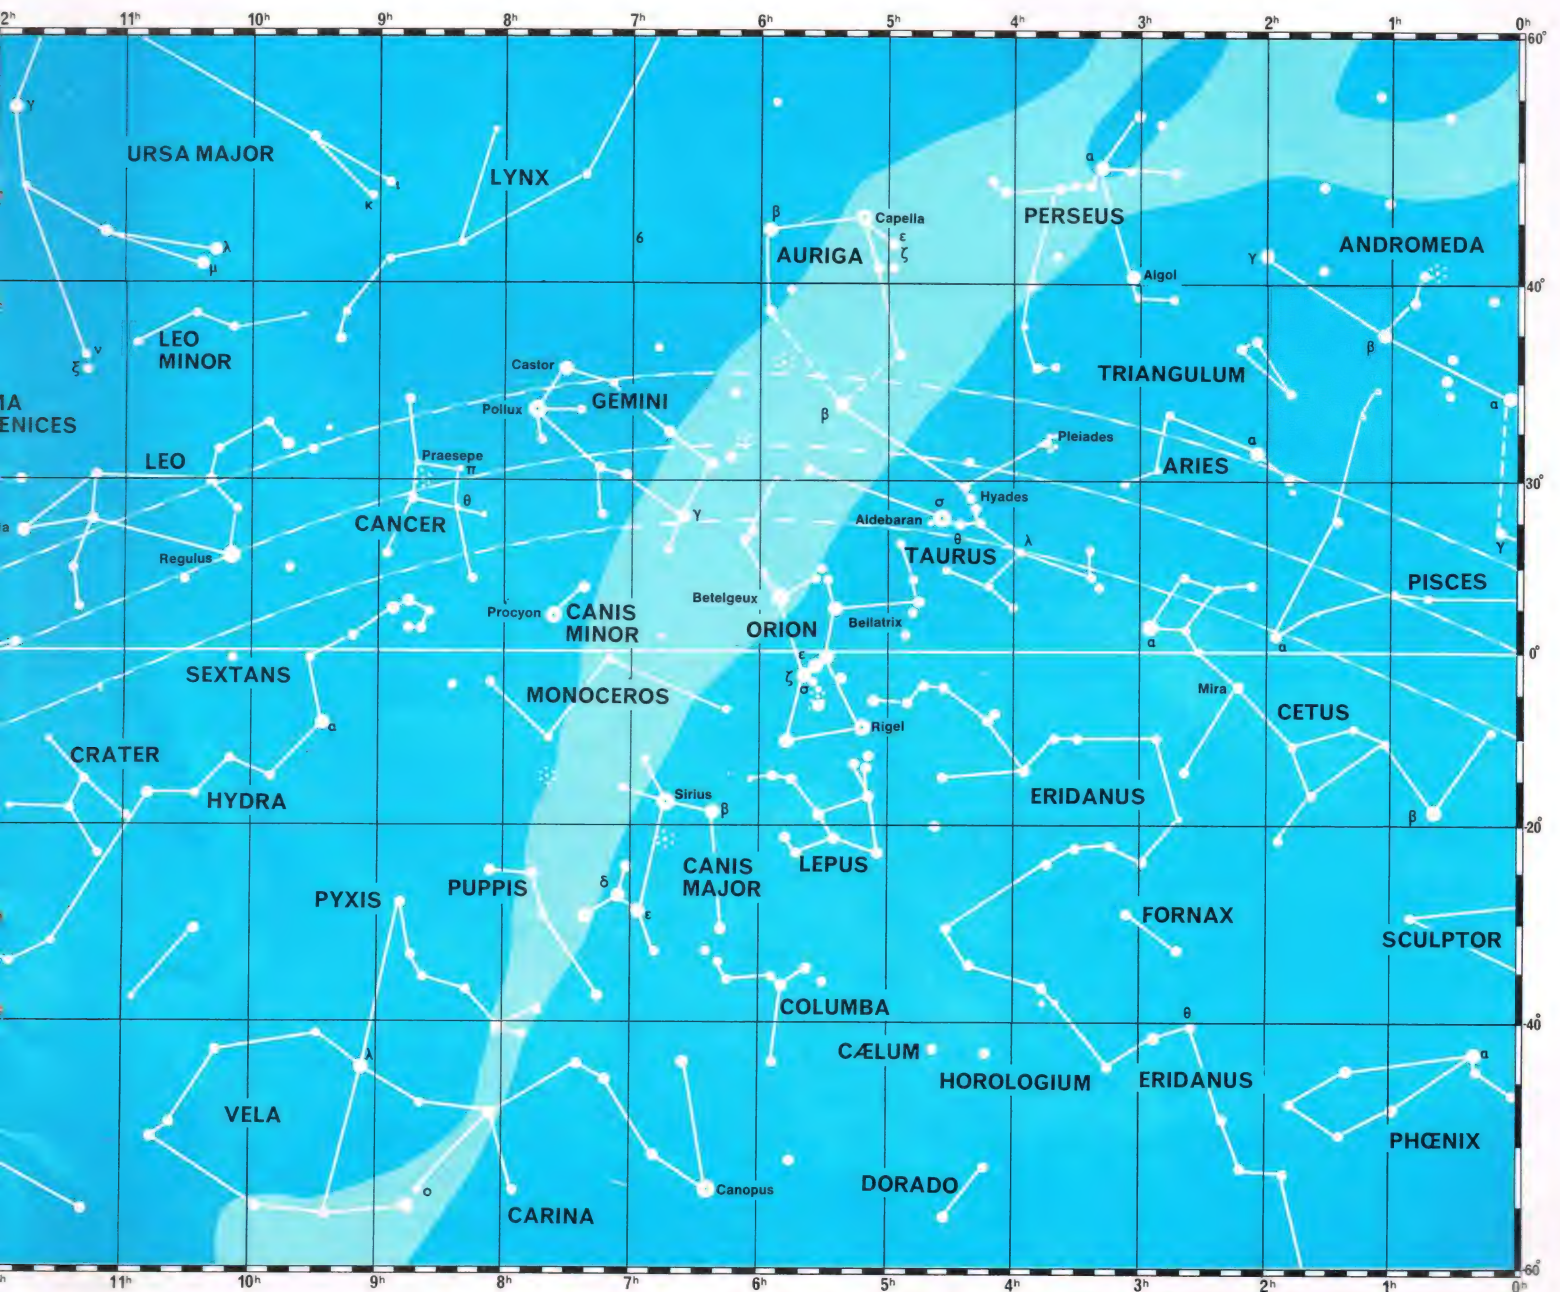 2ʰ 11ʰ 10ʰ 9ʰ 8ʰ 7ʰ 6ʰ 5ʰ 4ʰ 3ʰ 2ʰ 1ʰ 0ʰ
60°
γ
URSA MAJOR
ι
κ
LYNX
α
λ
μ
6
β
Capella
ε
ζ
AURIGA
PERSEUS
Algol
γ
ANDROMEDA
40°
LEO
MINOR
ν
ξ
Castor
Pollux
GEMINI
β
TRIANGULUM
β
α
MA
ENICES
LEO
Praesepe
π
θ
CANCER
Pleiades
α
ARIES
30°
Hyades
σ
a
γ
Aldebaran
θ
λ
γ
Regulus
TAURUS
PISCES
Betelgeux
Procyon
CANIS
MINOR
ORION
Bellatrix
α
α
0°
SEXTANS
ε
ζ
σ
MONOCEROS
Mira
CETUS
α
Rigel
CRATER
HYDRA
Sirius
β
ERIDANUS
β
20°
CANIS
MAJOR
LEPUS
PYXIS
PUPPIS
δ
ε
FORNAX
SCULPTOR
COLUMBA
θ
40°
λ
CÆLUM
HOROLOGIUM
ERIDANUS
α
VELA
PHŒNIX
ο
Canopus
DORADO
CARINA
60°
ʰ 11ʰ 10ʰ 9ʰ 8ʰ 7ʰ 6ʰ 5ʰ 4ʰ 3ʰ 2ʰ 1ʰ 0ʰ